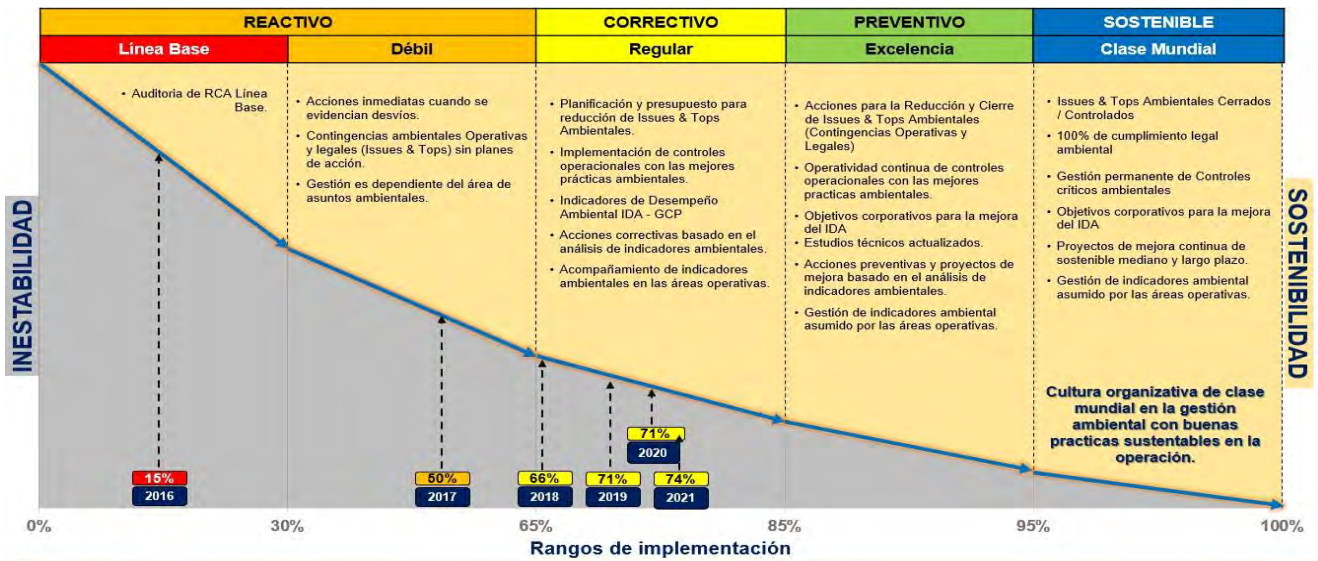 REACTIVO
CORRECTIVO
PREVENTIVO
SOSTENIBLE
Línea Base
Débil
Regular
Excelencia
Clase Mundial
• Auditoria de RCA Línea
Base.
• Acciones inmediatas cuando se
evidencian desvíos.
• Contingencias ambientales Operativas
y legales (Issues & Tops) sin planes
de acción.
• Gestión es dependiente del área de
asuntos ambientales.
• Planificación y presupuesto para
reducción de Issues & Tops
Ambientales.
• Implementación de controles
operacionales con las mejores
prácticas ambientales.
• Indicadores de Desempeño
Ambiental IDA - GCP
• Acciones correctivas basado en el
análisis de indicadores ambientales.
• Acompañamiento de indicadores
ambientales en las áreas operativas.
• Acciones para la Reducción y Cierre
de Issues & Tops Ambientales
(Contingencias Operativas y
Legales)
• Operatividad continua de controles
operacionales con las mejores
practicas ambientales.
• Objetivos corporativos para la mejora
del IDA
• Estudios técnicos actualizados.
• Acciones preventivas y proyectos de
mejora basado en el análisis de
indicadores ambientales.
• Gestión de indicadores ambiental
asumido por las áreas operativas.
• Issues & Tops Ambientales Cerrados
/ Controlados
• 100% de cumplimiento legal
ambiental
• Gestión permanente de Controles
críticos ambientales
• Objetivos corporativos para la mejora
del IDA
• Proyectos de mejora continua de
sostenible mediano y largo plazo.
• Gestión de indicadores ambiental
asumido por las áreas operativas.
Cultura organizativa de clase
mundial en la gestión
ambiental con buenas
practicas sustentables en la
operación.
INESTABILIDAD
SOSTENIBILIDAD
15%
2016
50%
2017
66%
2018
71%
2019
71%
2020
74%
2021
0%
30%
65%
85%
95%
100%
Rangos de implementación